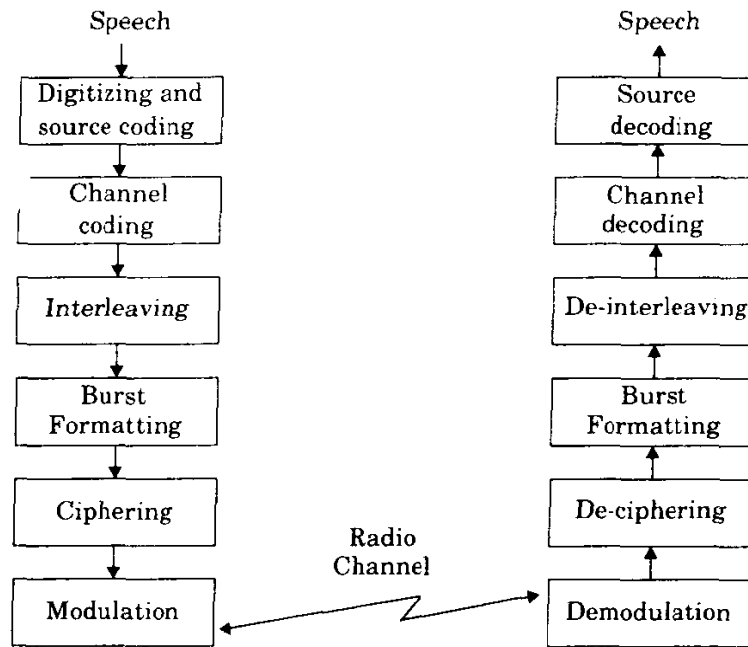 Speech
Digitizing and
source coding
Channel
coding
Interleaving
Burst
Formatting
Ciphering
Modulation
Radio
Channel
Speech
Source
decoding
Channel
decoding
De-interleaving
Burst
Formatting
De-ciphering
Demodulation